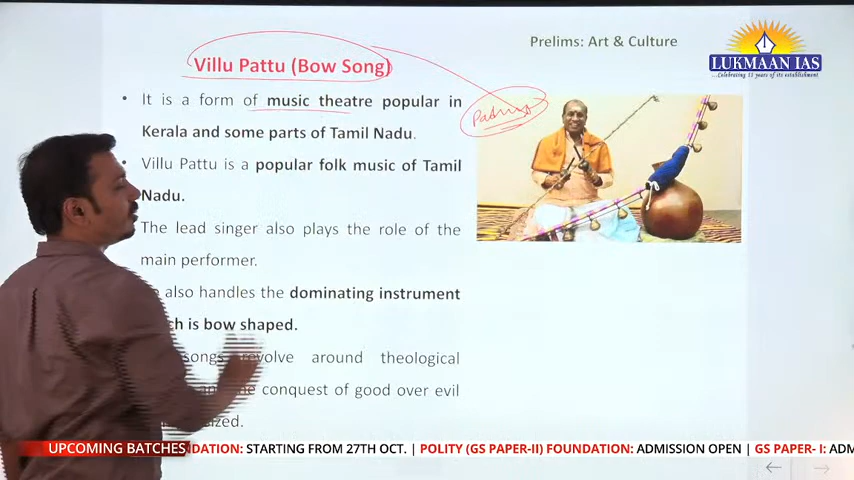 Prelims: Art & Culture
LUKMAAN IAS
...Celebrating 11 years of its establishment
Villu Pattu (Bow Song)
• It is a form of music theatre popular in
Kerala and some parts of Tamil Nadu.
• Villu Pattu is a popular folk music of Tamil
Nadu.
The lead singer also plays the role of the
main performer.
also handles the dominating instrument
is bow shaped.
songs revolve around theological
conquest of good over evil
UPCOMING BATCHES
DATION: STARTING FROM 27TH OCT. | POLITY (GS PAPER-II) FOUNDATION: ADMISSION OPEN | GS PAPER- I: ADM